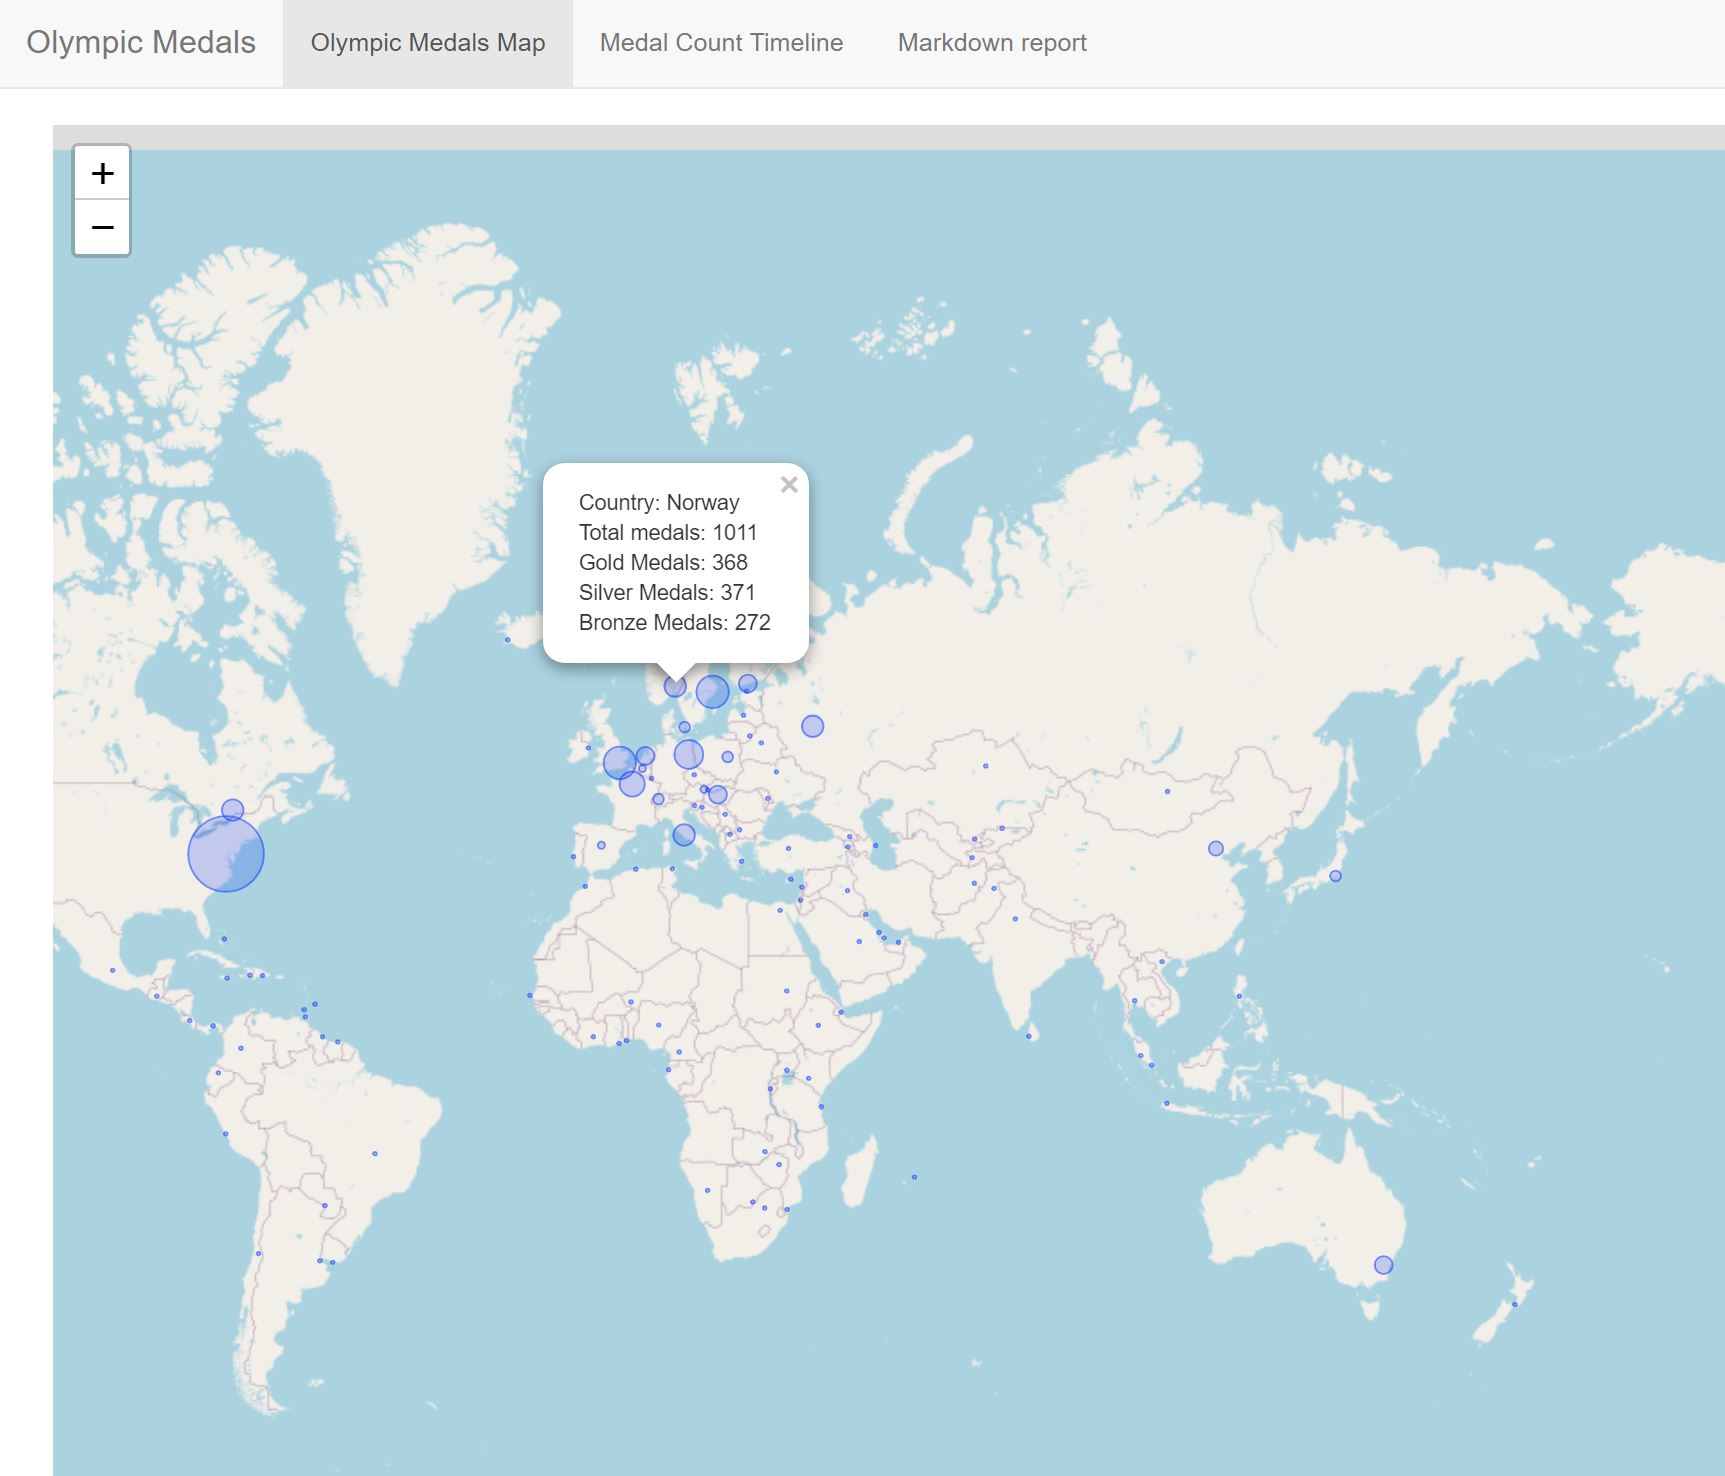 Olympic Medals
Olympic Medals Map
Medal Count Timeline
Markdown report
+
−
×
Country: Norway
Total medals: 1011
Gold Medals: 368
Silver Medals: 371
Bronze Medals: 272